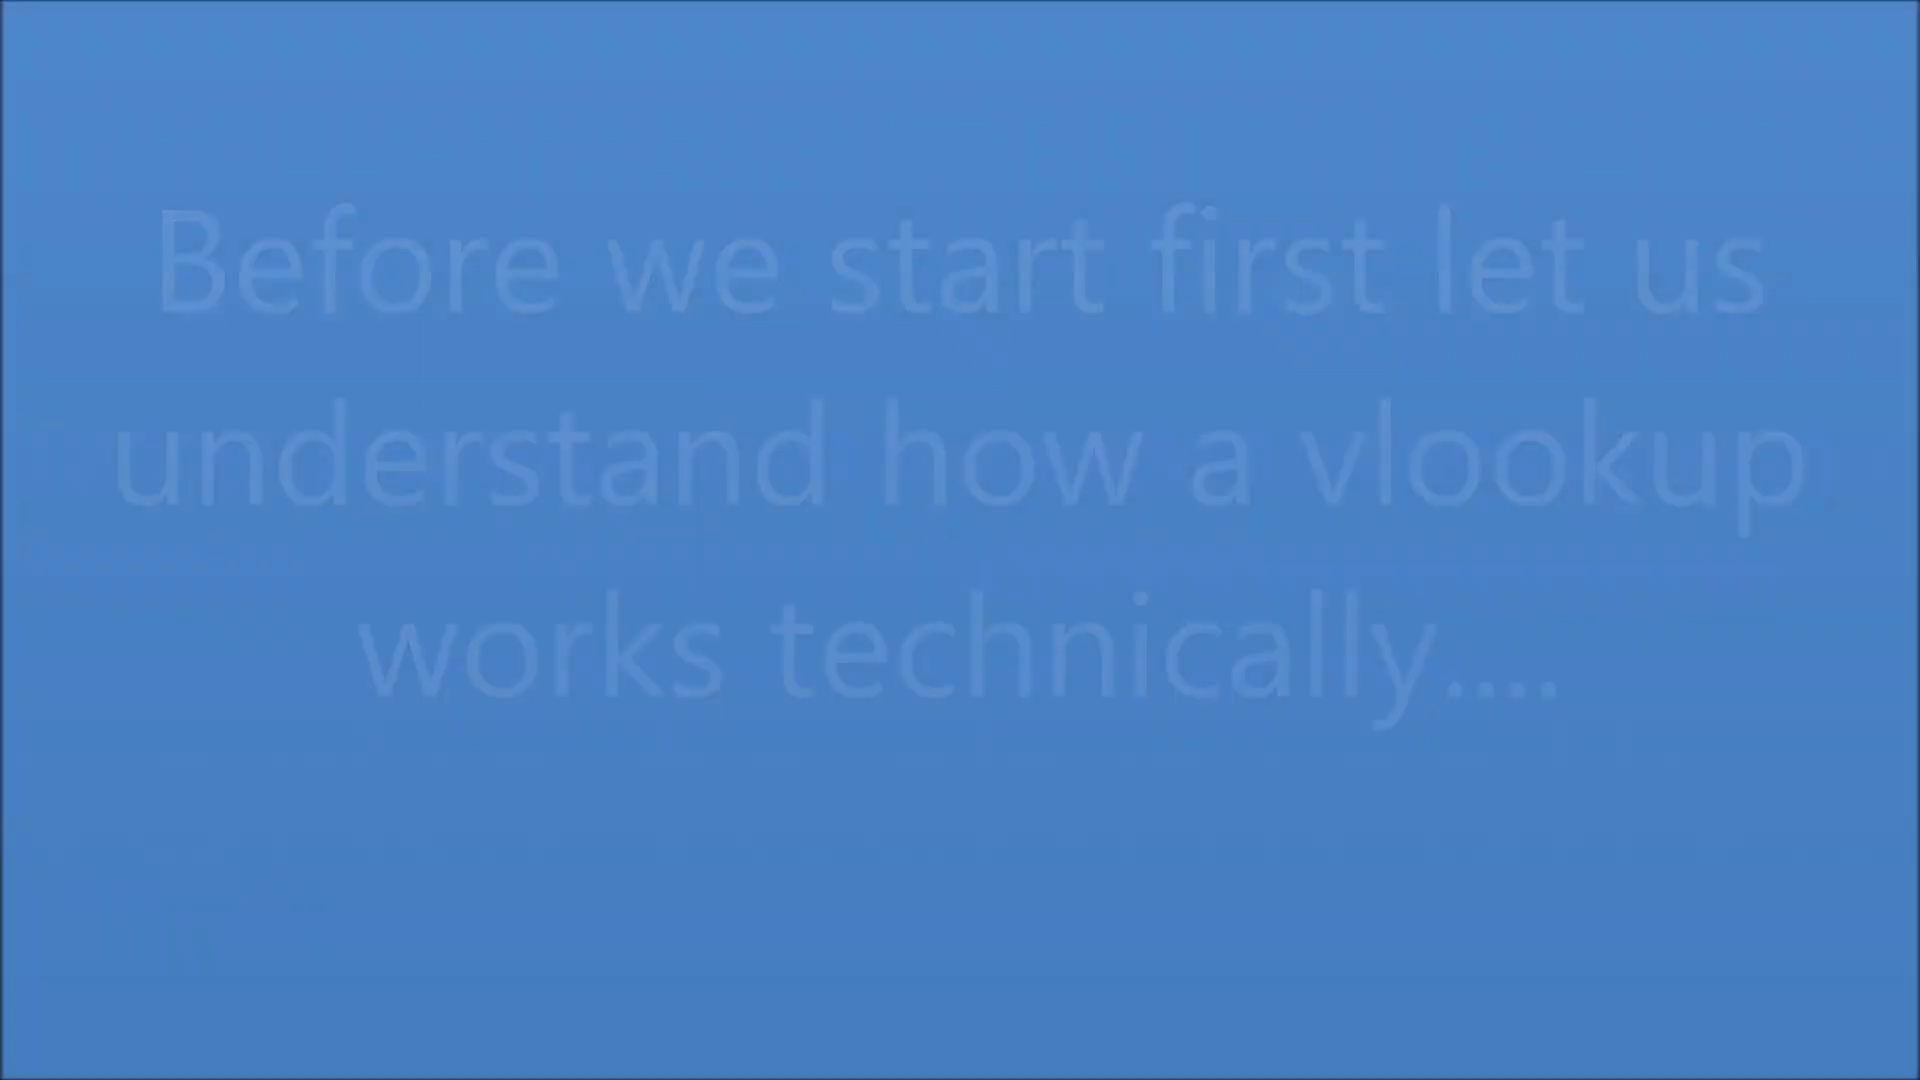 Before we start first let us
understand how a vlookup
works technically....